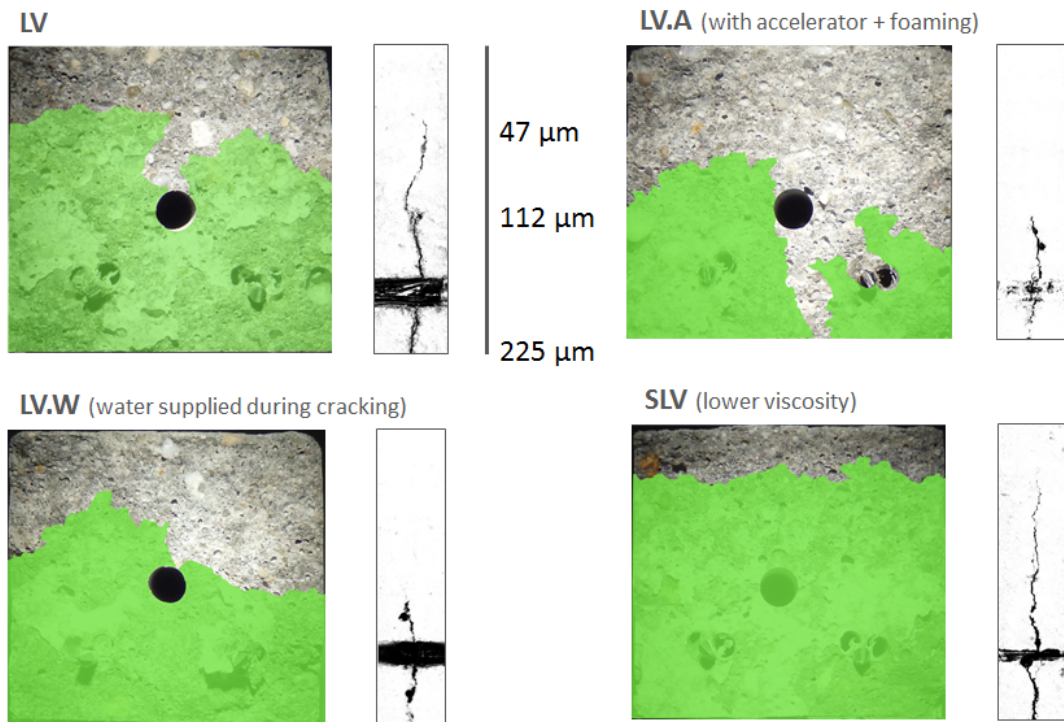 LV
LV.A (with accelerator + foaming)
47 μm
112 μm
225 μm
LV.W (water supplied during cracking)
SLV (lower viscosity)